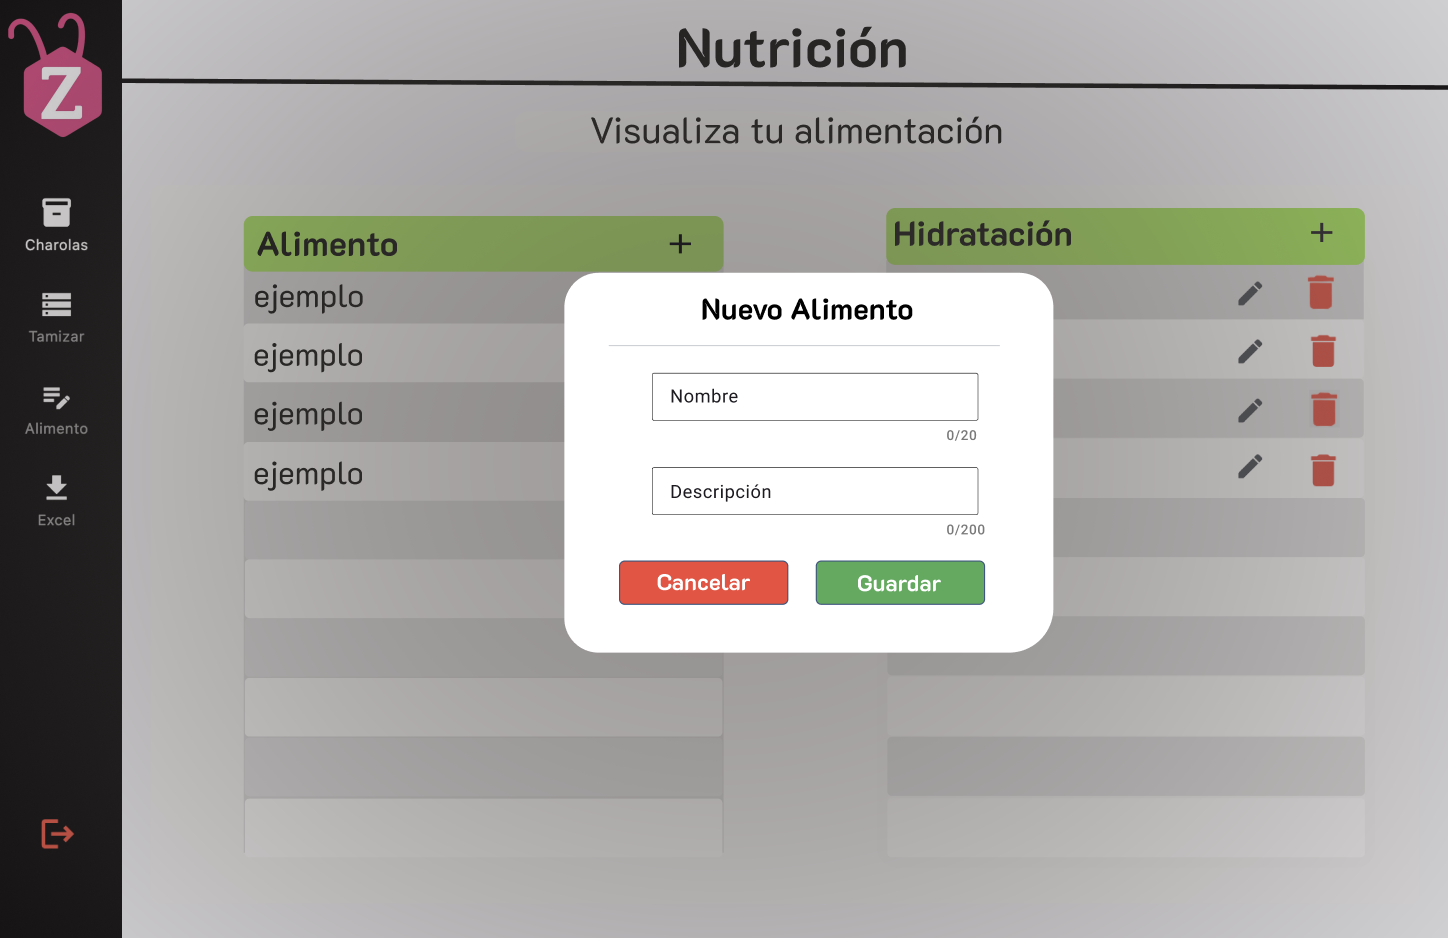 Z
Nutrición
Visualiza tu alimentación
Charolas
Tamizar
Alimento
Excel
Alimento +
ejemplo
ejemplo
ejemplo
ejemplo
Hidratación +
Nuevo Alimento
Nombre
0/20
Descripción
0/200
Cancelar
Guardar